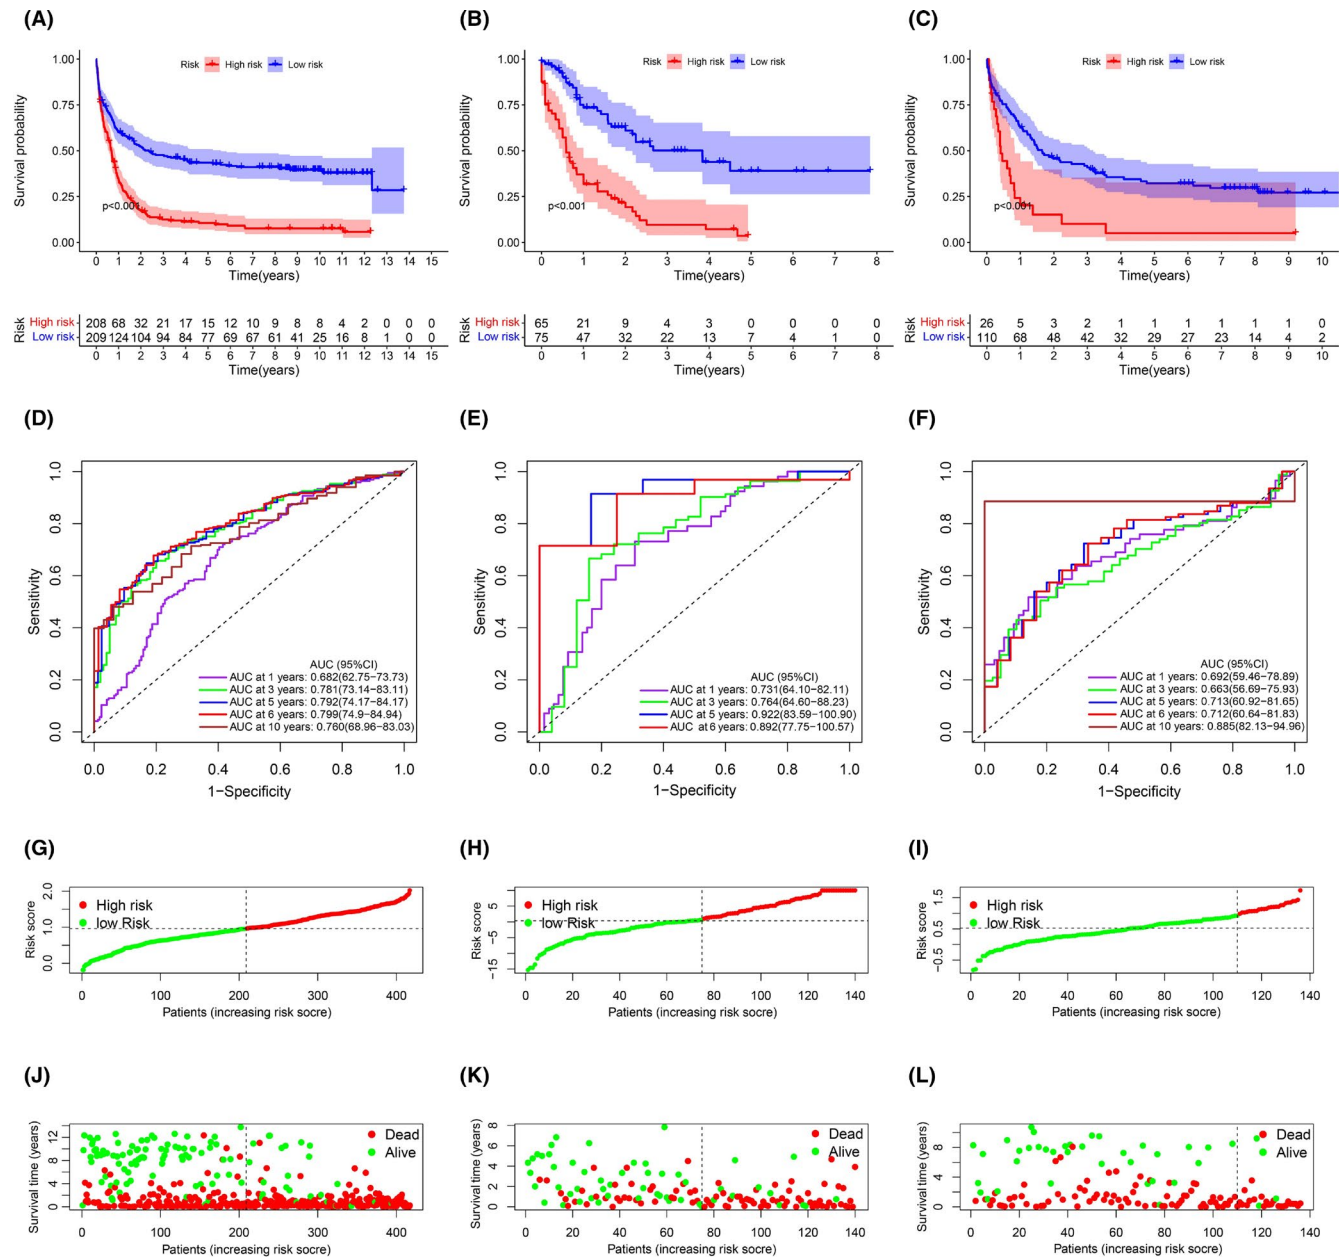 (A)
Risk High risk Low risk
Survival probability
1.00
0.75
0.50
0.25
0.00
p<0.001
0 1 2 3 4 5 6 7 8 9 10 11 12 13 14 15
Time(years)
Risk
High risk 208 68 32 21 17 15 12 10 9 8 8 4 2 0 0 0
Low risk 209 124 104 94 84 77 69 67 61 41 25 16 8 1 0 0
0 1 2 3 4 5 6 7 8 9 10 11 12 13 14 15
Time(years)
(B)
Risk High risk Low risk
Survival probability
1.00
0.75
0.50
0.25
0.00
p<0.001
0 1 2 3 4 5 6 7 8
Time(years)
Risk
High risk 65 21 9 4 3 0 0 0 0
Low risk 75 47 32 22 13 7 4 1 0
0 1 2 3 4 5 6 7 8
Time(years)
(C)
Risk High risk Low risk
Survival probability
1.00
0.75
0.50
0.25
0.00
p<0.001
0 1 2 3 4 5 6 7 8 9 10
Time(years)
Risk
High risk 26 5 3 2 1 1 1 1 1 1 0
Low risk 110 68 48 42 32 29 27 23 14 4 2
0 1 2 3 4 5 6 7 8 9 10
Time(years)
(D)
Sensitivity
1.0
0.8
0.6
0.4
0.2
0.0
AUC (95%CI)
AUC at 1 years: 0.682(62.75−73.73)
AUC at 3 years: 0.781(73.14−83.11)
AUC at 5 years: 0.792(74.17−84.17)
AUC at 6 years: 0.799(74.9−84.94)
AUC at 10 years: 0.760(68.96−83.03)
0.0 0.2 0.4 0.6 0.8 1.0
1−Specificity
(E)
Sensitivity
1.0
0.8
0.6
0.4
0.2
0.0
AUC (95%CI)
AUC at 1 years: 0.731(64.10−82.11)
AUC at 3 years: 0.764(64.60−88.23)
AUC at 5 years: 0.922(83.59−100.90)
AUC at 6 years: 0.892(77.75−100.57)
0.0 0.2 0.4 0.6 0.8 1.0
1−Specificity
(F)
Sensitivity
1.0
0.8
0.6
0.4
0.2
0.0
AUC (95%CI)
AUC at 1 years: 0.692(59.46−78.89)
AUC at 3 years: 0.663(56.69−75.93)
AUC at 5 years: 0.713(60.92−81.65)
AUC at 6 years: 0.712(60.64−81.83)
AUC at 10 years: 0.885(82.13−94.96)
0.0 0.2 0.4 0.6 0.8 1.0
1−Specificity
(G)
Risk score
2.0
1.0
0.0
High risk
low Risk
0 100 200 300 400
Patients (increasing risk socre)
(H)
Risk score
5
−5
−15
High risk
low Risk
0 20 40 60 80 100 120 140
Patients (increasing risk socre)
(I)
Risk score
1.5
0.5
−0.5
High risk
low Risk
0 20 40 60 80 100 120 140
Patients (increasing risk socre)
(J)
Survival time (years)
12
8
4
2
0
Dead
Alive
0 100 200 300 400
Patients (increasing risk socre)
(K)
Survival time (years)
8
6
4
2
0
Dead
Alive
0 20 40 60 80 100 120 140
Patients (increasing risk socre)
(L)
Survival time (years)
8
6
4
2
0
Dead
Alive
0 20 40 60 80 100 120 140
Patients (increasing risk socre)